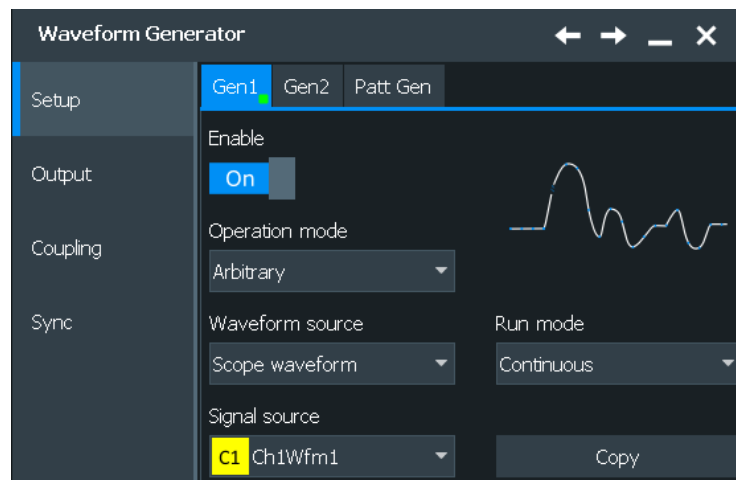 Waveform Generator
Setup
Output
Coupling
Sync
Gen1 Gen2 Patt Gen
Enable
On
Operation mode
Arbitrary
Waveform source Run mode
Scope waveform Continuous
Signal source
C1 Ch1Wfm1 Copy